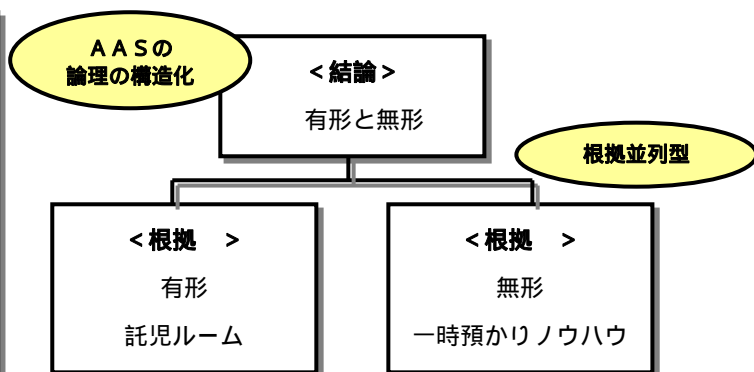 ＡＡＳの
論理の構造化
＜結論＞
有形と無形
根拠並列型
＜根拠　＞
有形
託児ルーム
＜根拠　＞
無形
一時預かりノウハウ